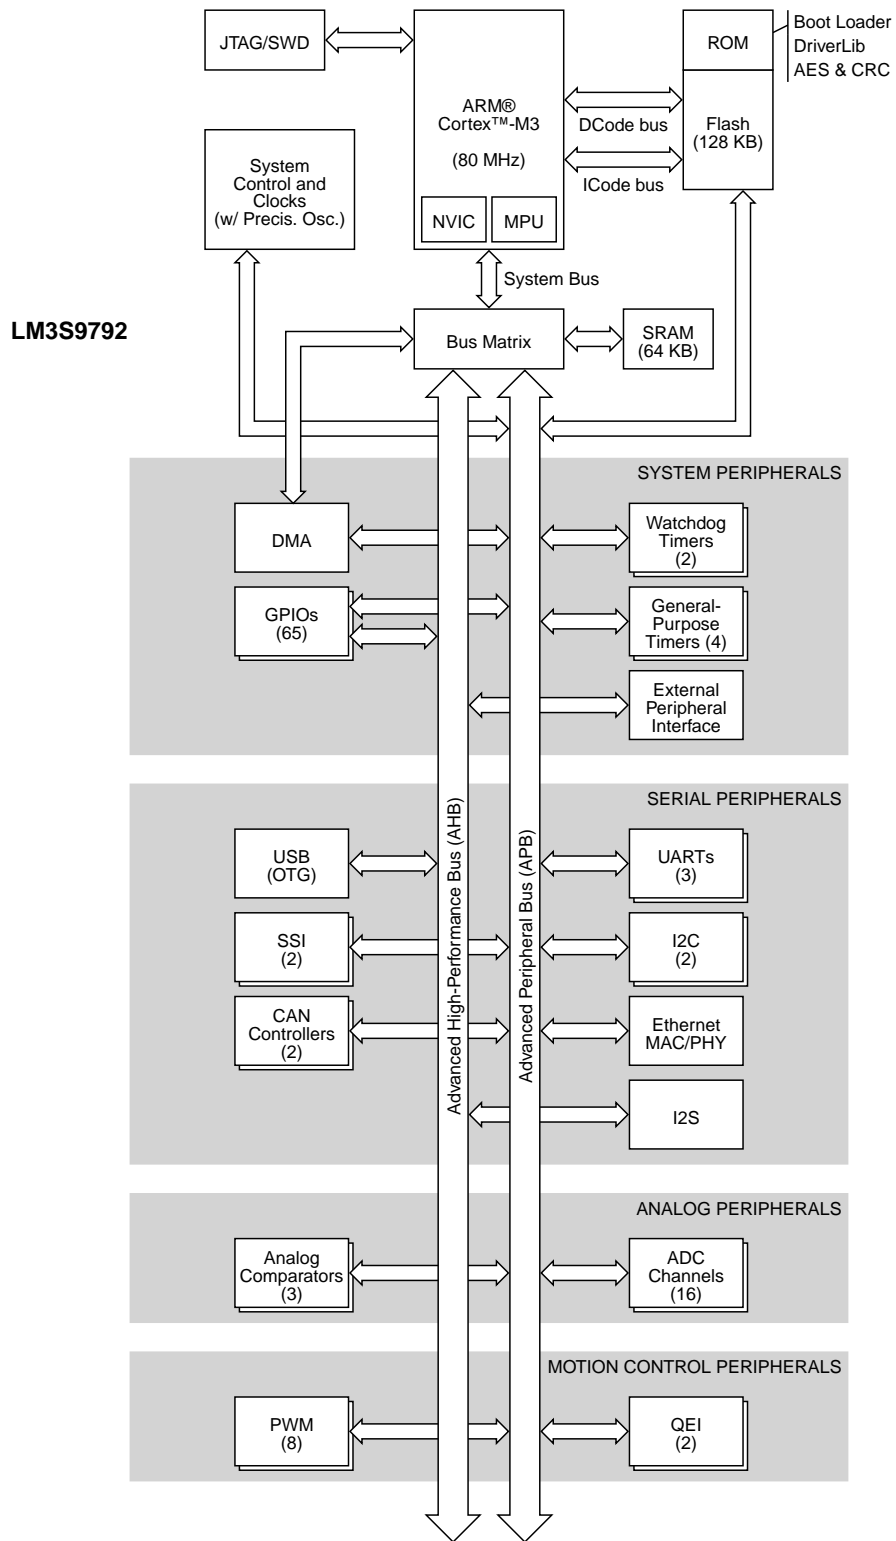 JTAG/SWD
ARM®
Cortex™-M3
(80 MHz)
NVIC
MPU
ROM
Boot Loader
DriverLib
AES & CRC
Flash
(128 KB)
DCode bus
ICode bus
System
Control and
Clocks
(w/ Precis. Osc.)
System Bus
LM3S9792
Bus Matrix
SRAM
(64 KB)
SYSTEM PERIPHERALS
DMA
Watchdog
Timers
(2)
GPIOs
(65)
General-
Purpose
Timers (4)
External
Peripheral
Interface
Advanced High-Performance Bus (AHB)
Advanced Peripheral Bus (APB)
SERIAL PERIPHERALS
USB
(OTG)
UARTs
(3)
SSI
(2)
I2C
(2)
CAN
Controllers
(2)
Ethernet
MAC/PHY
I2S
ANALOG PERIPHERALS
Analog
Comparators
(3)
ADC
Channels
(16)
MOTION CONTROL PERIPHERALS
PWM
(8)
QEI
(2)